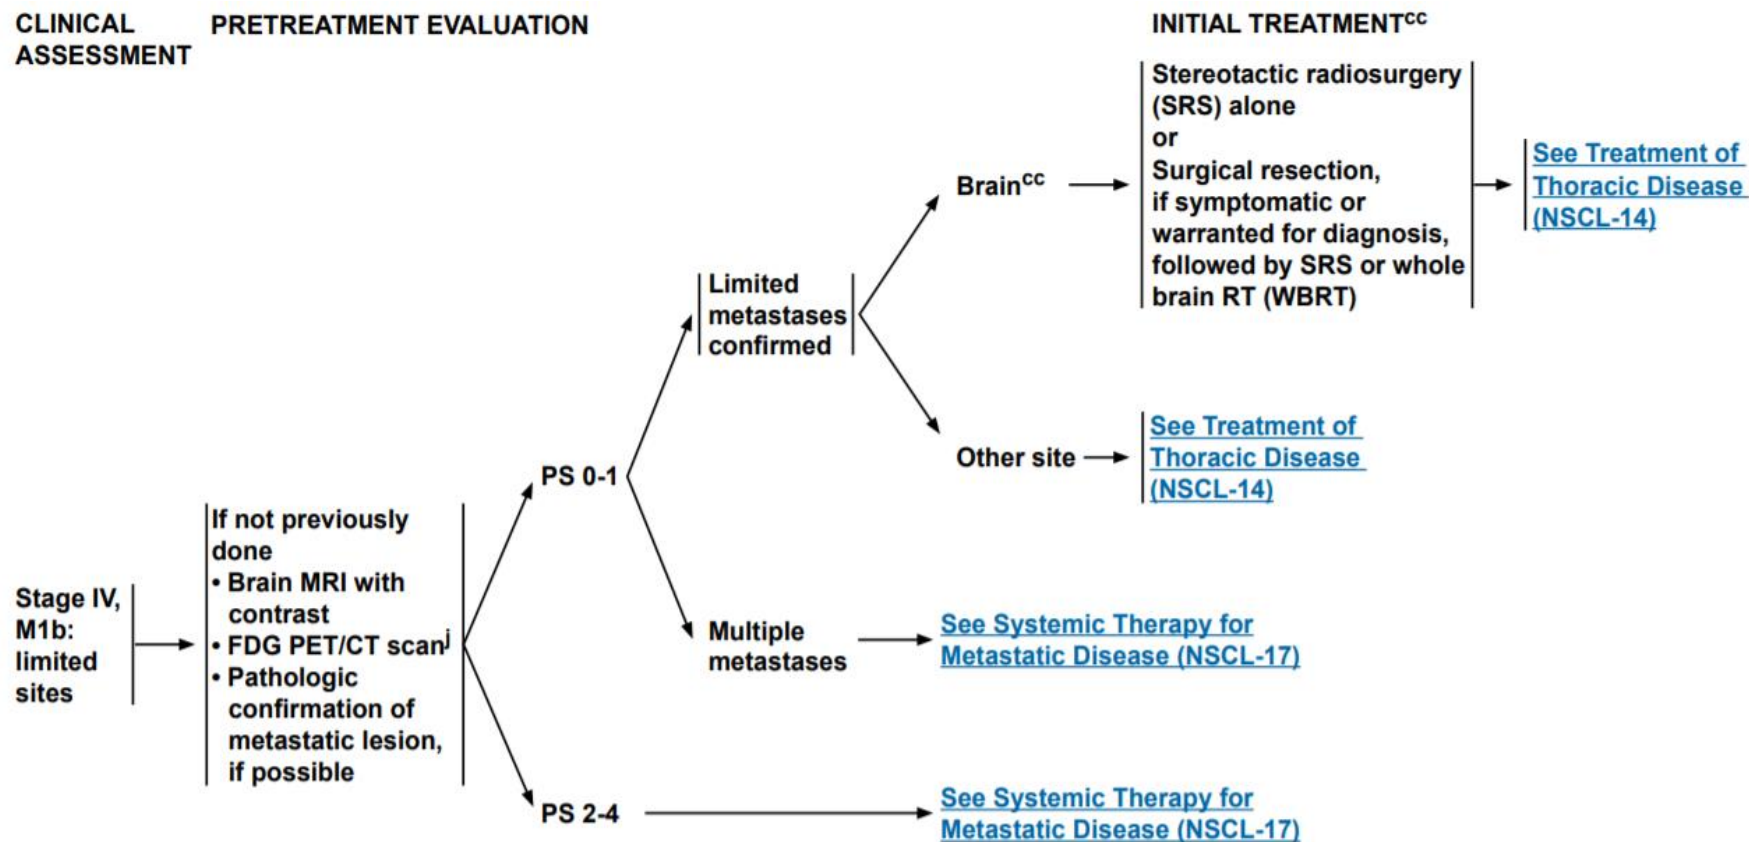 CLINICAL
ASSESSMENT
PRETREATMENT EVALUATION
INITIAL TREATMENTcc
Stage IV,
M1b:
limited
sites
If not previously
done
• Brain MRI with
contrast
• FDG PET/CT scanj
• Pathologic
confirmation of
metastatic lesion,
if possible
PS 0-1
Limited
metastases
confirmed
Braincc
Stereotactic radiosurgery
(SRS) alone
or
Surgical resection,
if symptomatic or
warranted for diagnosis,
followed by SRS or whole
brain RT (WBRT)
See Treatment of
Thoracic Disease
(NSCL-14)
Other site
See Treatment of
Thoracic Disease
(NSCL-14)
Multiple
metastases
See Systemic Therapy for
Metastatic Disease (NSCL-17)
PS 2-4
See Systemic Therapy for
Metastatic Disease (NSCL-17)